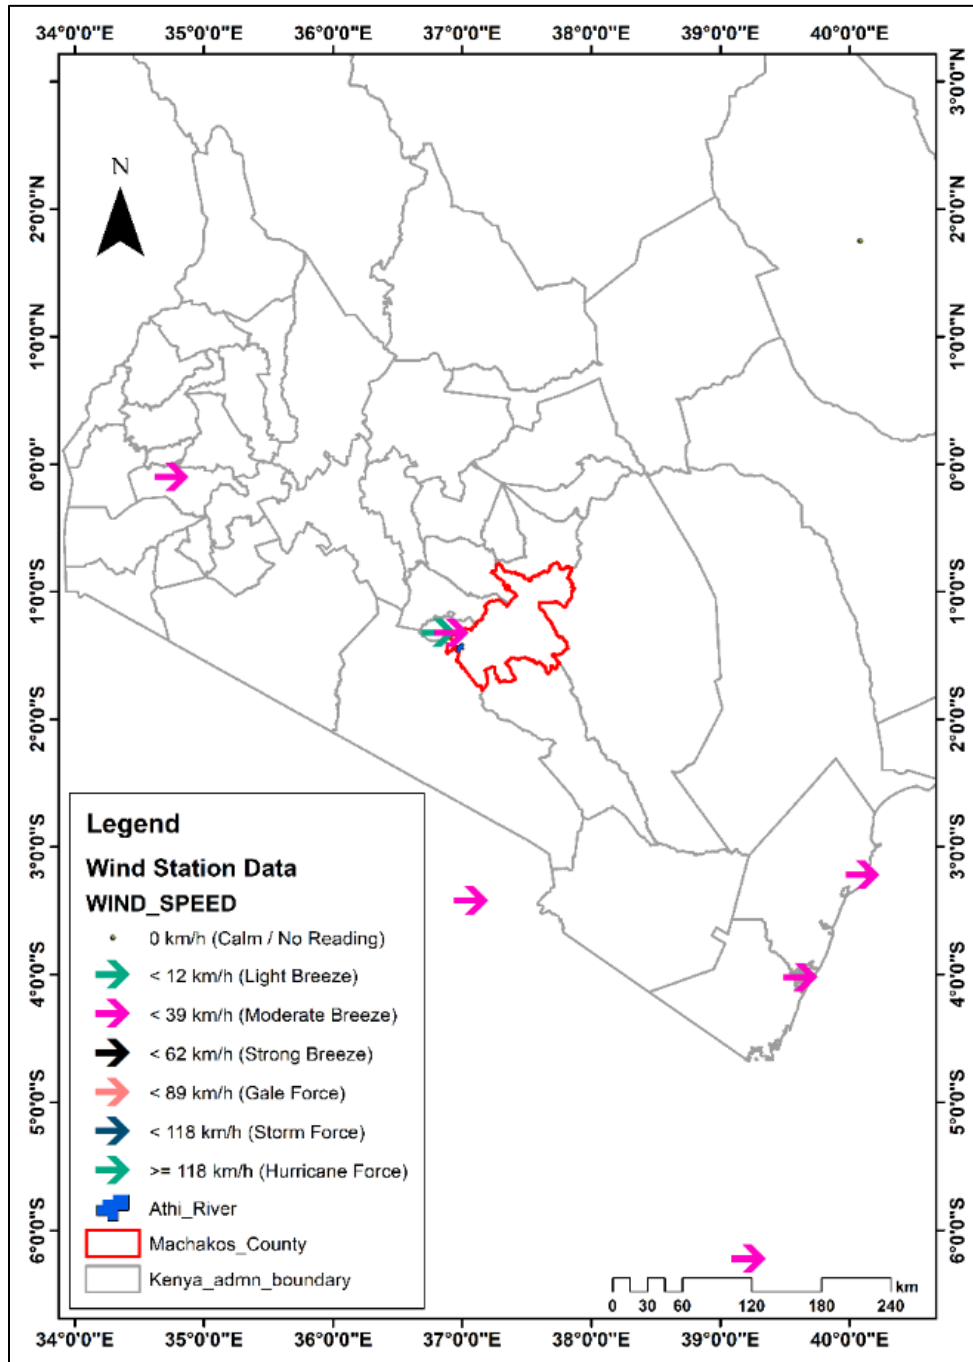 34°0'0"E 35°0'0"E 36°0'0"E 37°0'0"E 38°0'0"E 39°0'0"E 40°0'0"E
3°0'0"N 3°0'0"N
N
2°0'0"N 2°0'0"N
1°0'0"N 1°0'0"N
0°0'0" 0°0'0"
1°0'0"S 1°0'0"S
2°0'0"S 2°0'0"S
3°0'0"S 3°0'0"S
4°0'0"S 4°0'0"S
5°0'0"S 5°0'0"S
6°0'0"S 6°0'0"S
Legend
Wind Station Data
WIND_SPEED
0 km/h (Calm / No Reading)
< 12 km/h (Light Breeze)
< 39 km/h (Moderate Breeze)
< 62 km/h (Strong Breeze)
< 89 km/h (Gale Force)
< 118 km/h (Storm Force)
>= 118 km/h (Hurricane Force)
Athi_River
Machakos_County
Kenya_admn_boundary
km
0 30 60 120 180 240
34°0'0"E 35°0'0"E 36°0'0"E 37°0'0"E 38°0'0"E 39°0'0"E 40°0'0"E